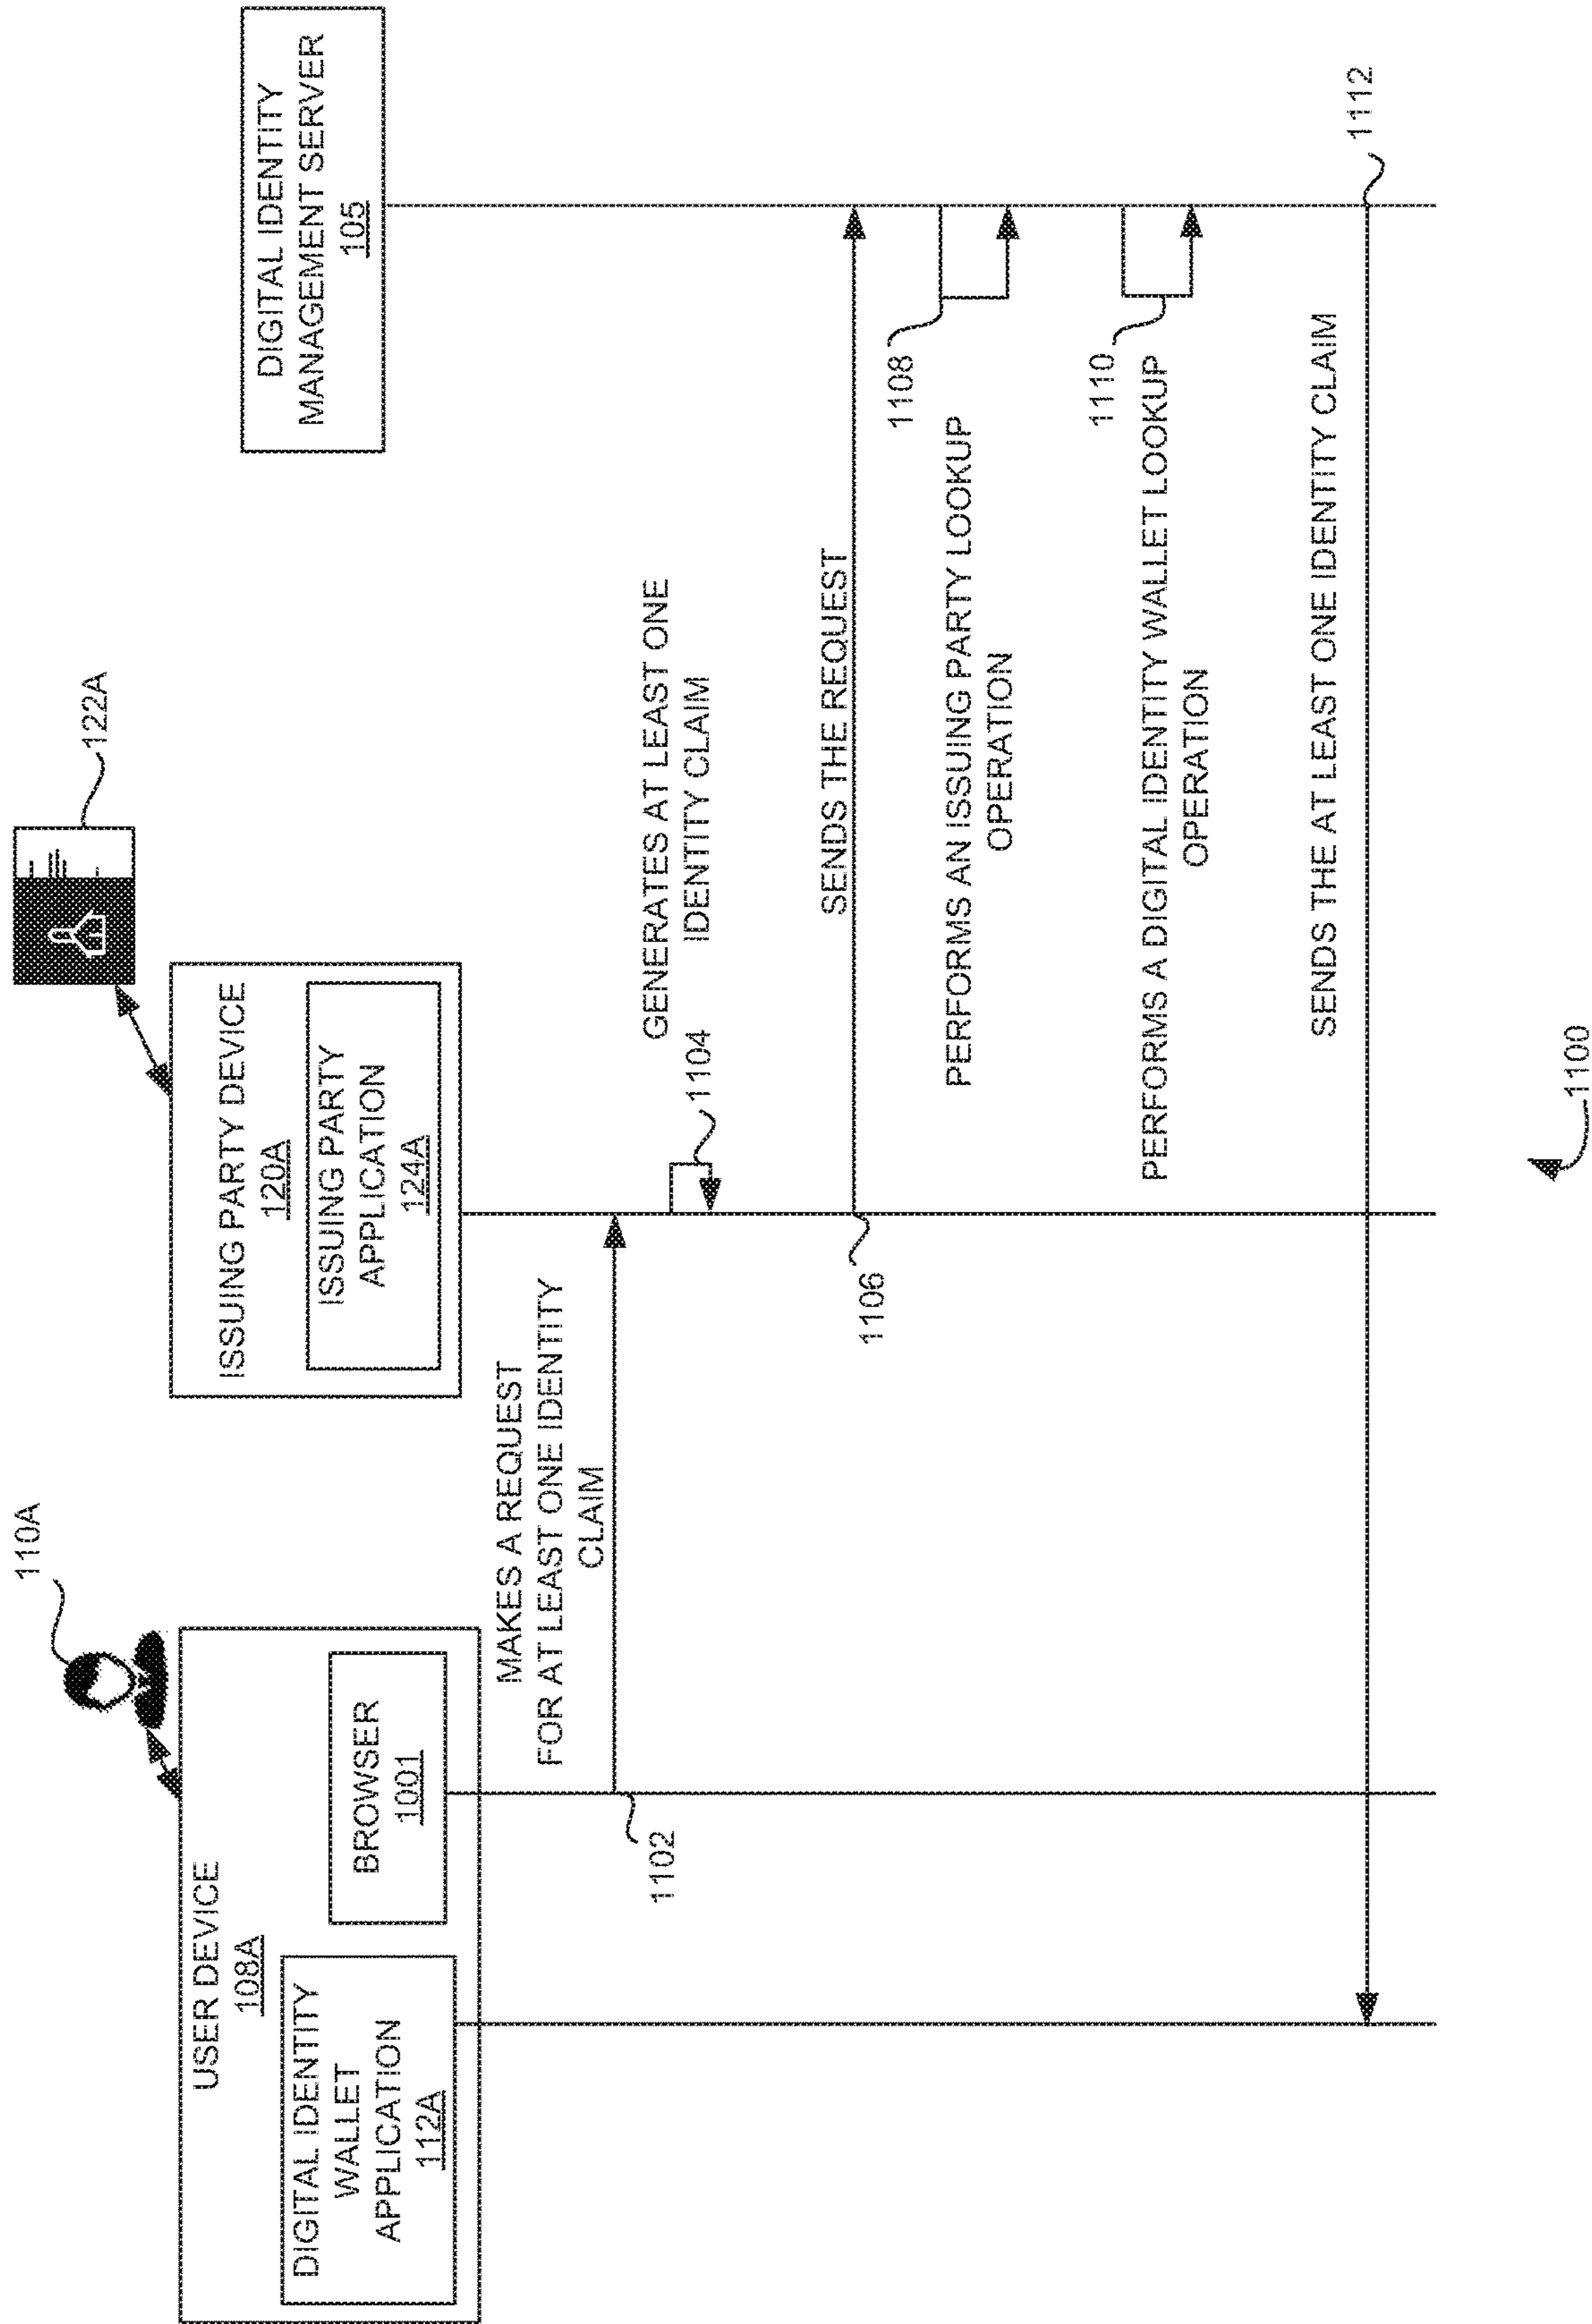 110A
USER DEVICE
108A
DIGITAL IDENTITY
WALLET
APPLICATION
112A
BROWSER
1001
122A
ISSUING PARTY DEVICE
120A
ISSUING PARTY
APPLICATION
124A
DIGITAL IDENTITY
MANAGEMENT SERVER
105
MAKES A REQUEST
FOR AT LEAST ONE IDENTITY
CLAIM
1102
GENERATES AT LEAST ONE
IDENTITY CLAIM
1104
SENDS THE REQUEST
1106
1108
PERFORMS AN ISSUING PARTY LOOKUP
OPERATION
1110
PERFORMS A DIGITAL IDENTITY WALLET LOOKUP
OPERATION
SENDS THE AT LEAST ONE IDENTITY CLAIM
1112
1100